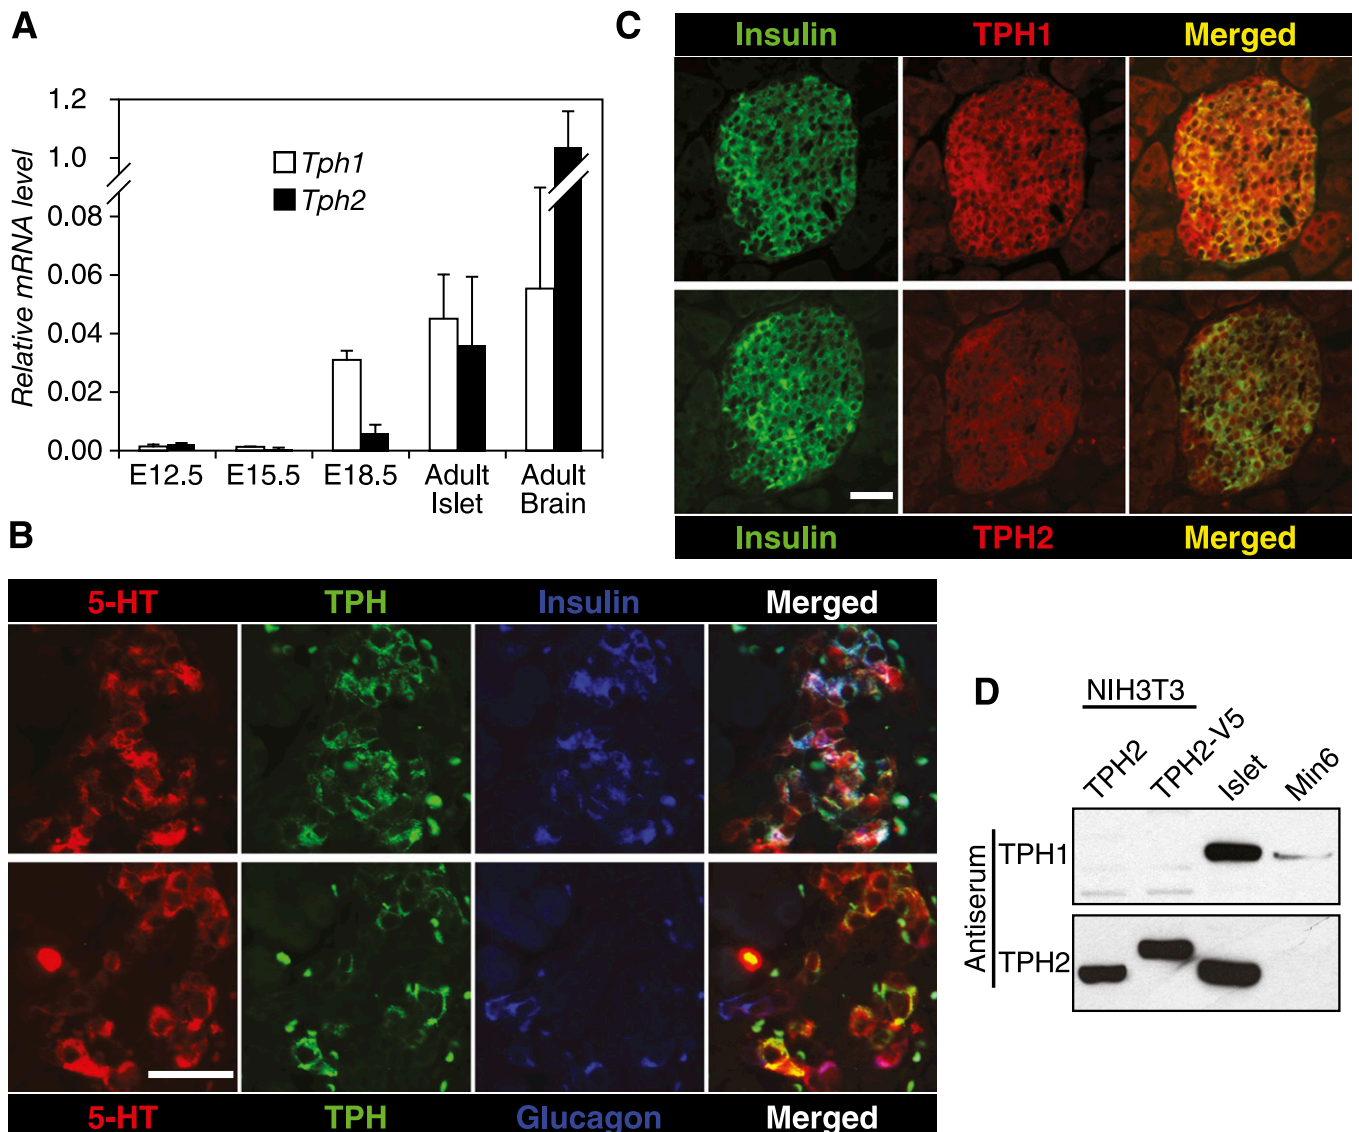 A
1.2
1.0
0.08
0.06
0.04
0.02
0.00
Relative mRNA level
Tph1
Tph2
E12.5 E15.5 E18.5 Adult Islet Adult Brain
B
5-HT TPH Insulin Merged
5-HT TPH Glucagon Merged
C
Insulin TPH1 Merged
Insulin TPH2 Merged
D
NIH3T3
TPH2 TPH2-V5 Islet Min6
Antiserum
TPH1
TPH2